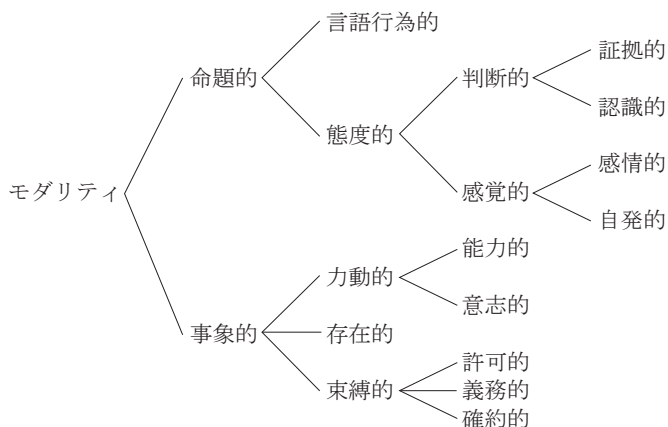 言語行為的
証拠的
命題的
判断的
認識的
態度的
感情的
モダリティ
感覚的
自発的
能力的
力動的
意志的
事象的
存在的
許可的
束縛的
義務的
確約的